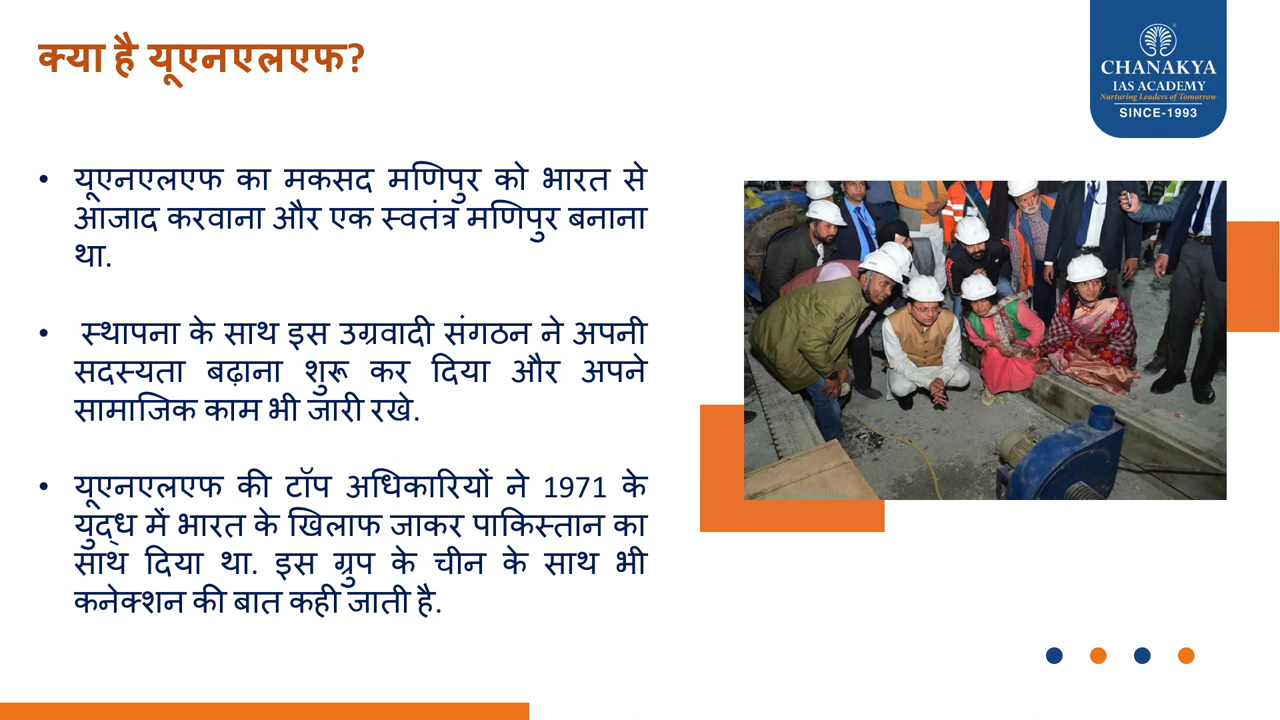 क्या है यूएनएलएफ?
CHANAKYA
IAS ACADEMY
Nurturing Leaders of Tomorrow
SINCE-1993
• यूएनएलएफ का मकसद मणिपुर को भारत से
आजाद करवाना और एक स्वतंत्र मणिपुर बनाना
था.
• स्थापना के साथ इस उग्रवादी संगठन ने अपनी
सदस्यता बढ़ाना शुरू कर दिया और अपने
सामाजिक काम भी जारी रखे.
• यूएनएलएफ की टॉप अधिकारियों ने 1971 के
युद्ध में भारत के खिलाफ जाकर पाकिस्तान का
साथ दिया था. इस ग्रुप के चीन के साथ भी
कनेक्शन की बात कही जाती है.